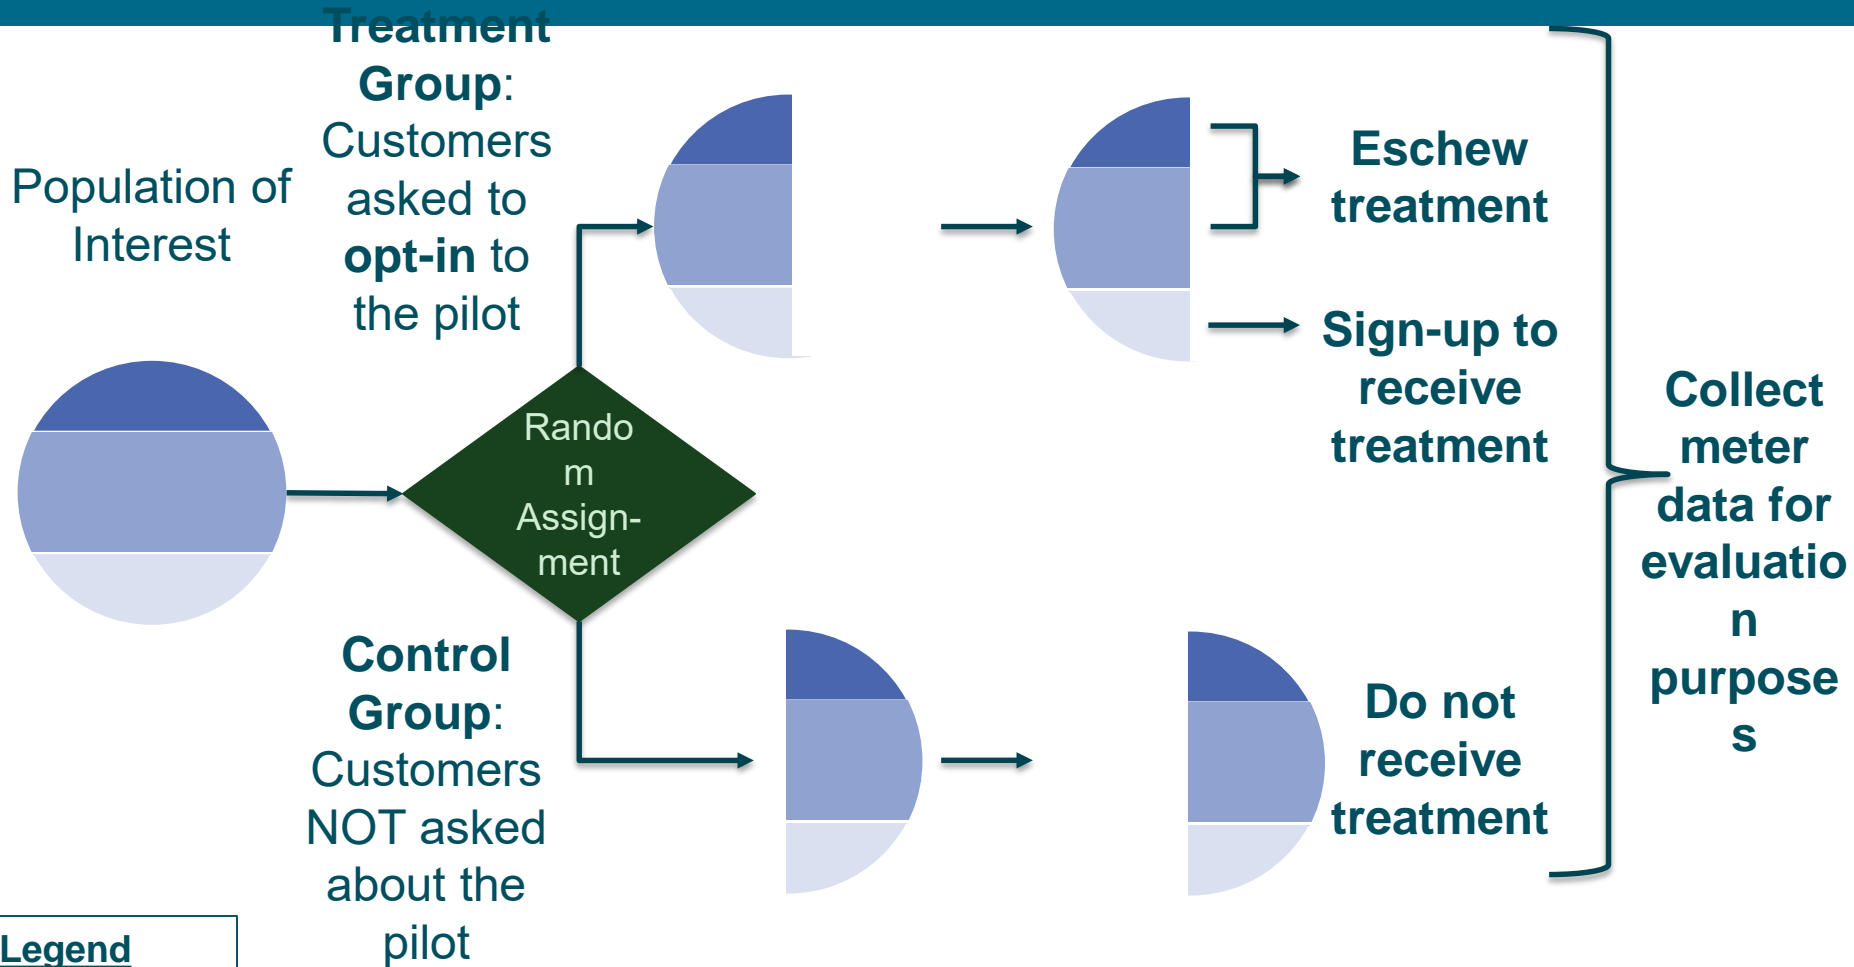 Population of
Interest
Treatment
Group:
Customers
asked to
opt-in to
the pilot
Rando
m
Assign-
ment
Control
Group:
Customers
NOT asked
about the
pilot
Eschew
treatment
Sign-up to
receive
treatment
Do not
receive
treatment
Collect
meter
data for
evaluatio
n
purpose
s
Legend